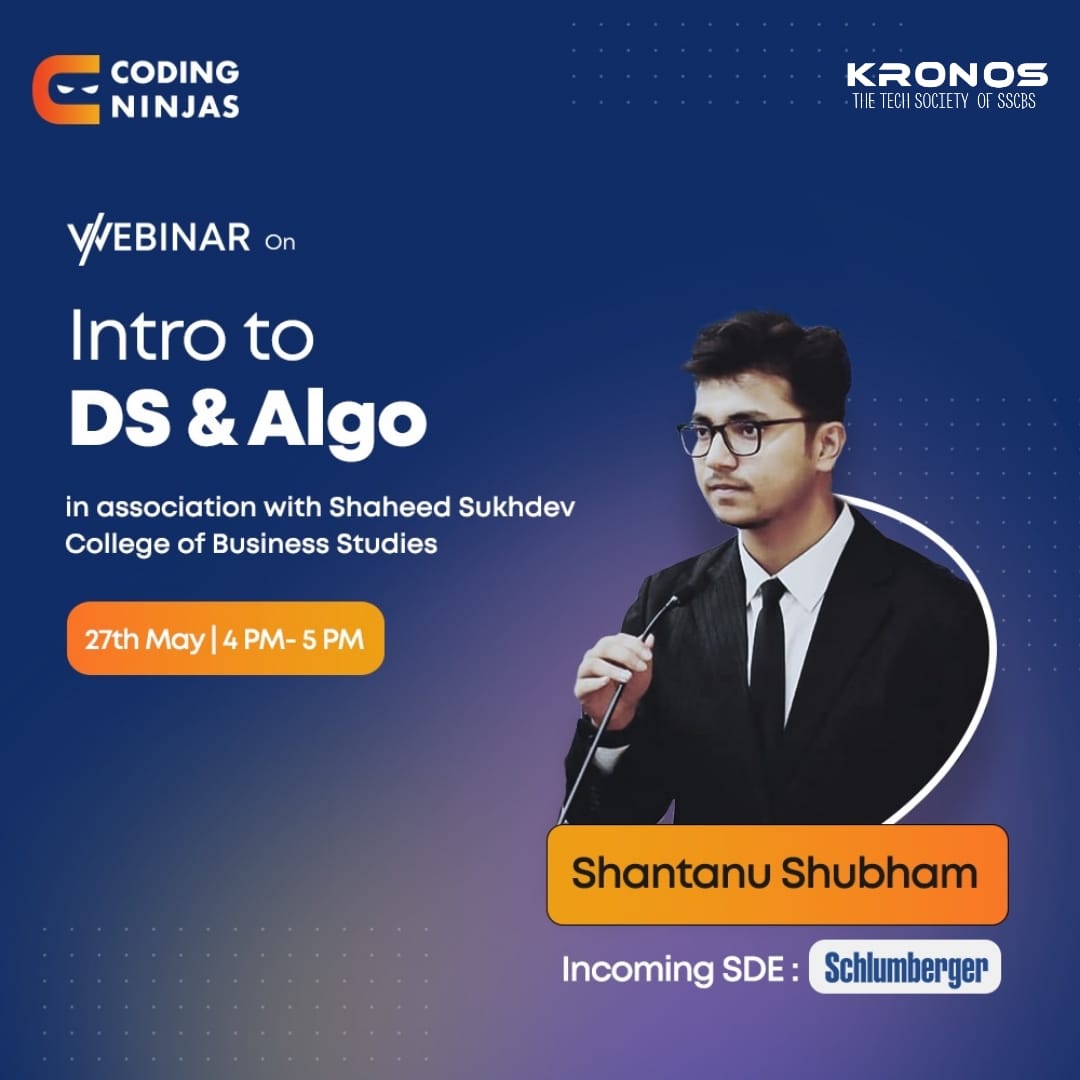 CODING
NINJAS
KRONOS
THE TECH SOCIETY OF SSCBS
WEBINAR On
Intro to
DS & Algo
in association with Shaheed Sukhdev
College of Business Studies
27th May | 4 PM- 5 PM
Shantanu Shubham
Incoming SDE : Schlumberger